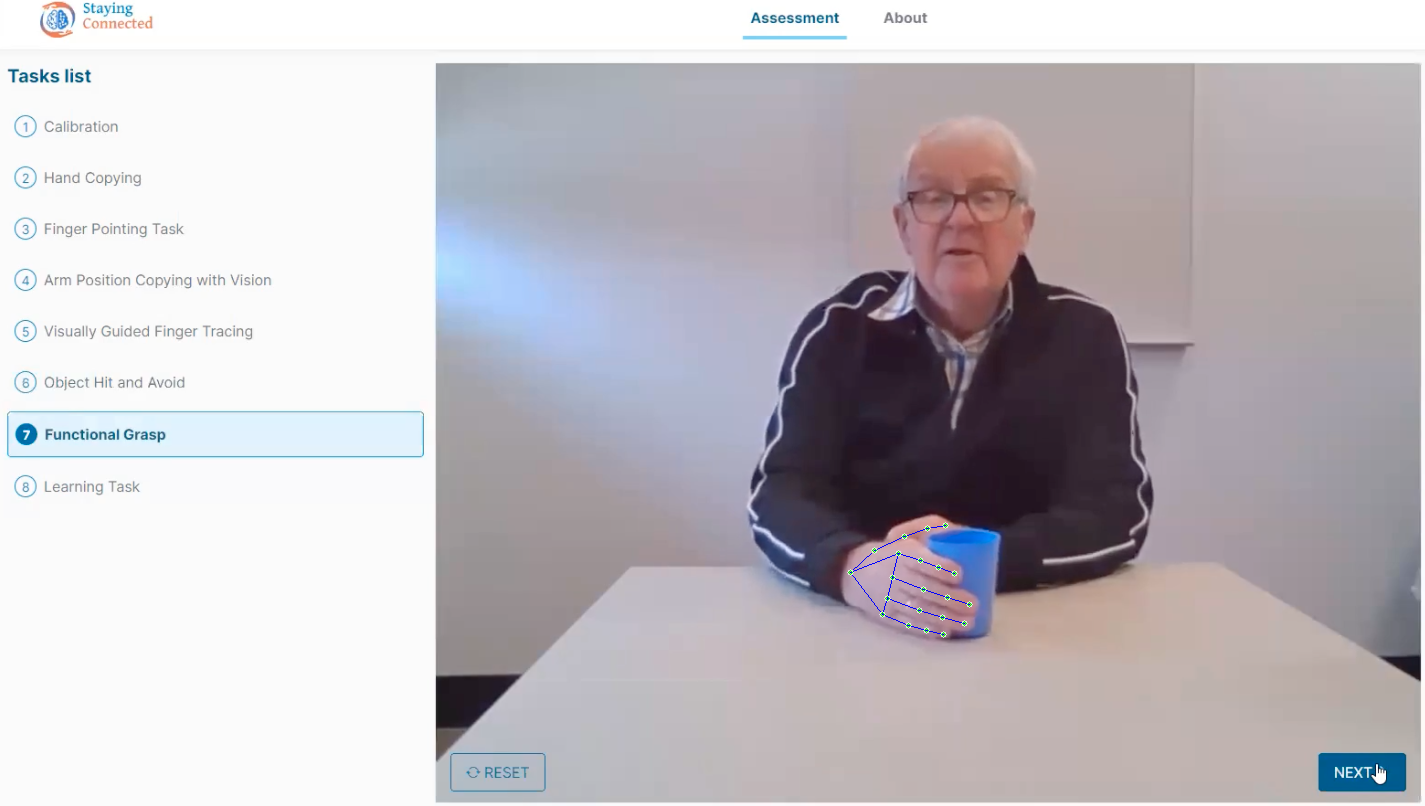 Staying
Connected
Assessment
About
Tasks list
1 Calibration
2 Hand Copying
3 Finger Pointing Task
4 Arm Position Copying with Vision
5 Visually Guided Finger Tracing
6 Object Hit and Avoid
7 Functional Grasp
8 Learning Task
RESET
NEXT